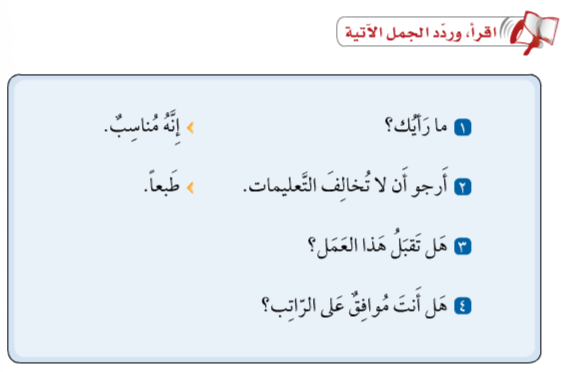 اقرأ، وردّد الجمل الآتية
١ ما رَأْيُك؟ › إِنَّهُ مُناسِبٌ.
٢ أَرجو أَن لا تُخالِفَ التَّعليمات. › طَبعاً.
٣ هَل تَقبَلُ هَذا العَمَل؟
٤ هَل أَنتَ مُوافِقٌ عَلى الرّاتِب؟